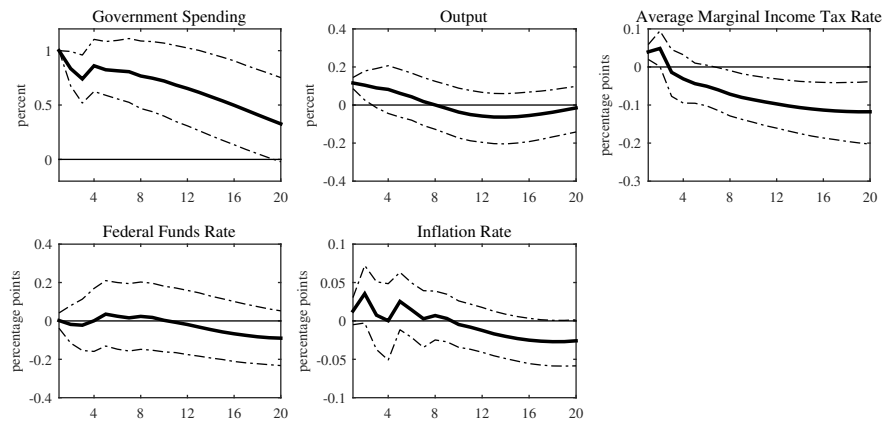 Government Spending
percent
1
0.5
0
4 8 12 16 20
Output
percent
0.4
0.2
0
-0.2
-0.4
4 8 12 16 20
Average Marginal Income Tax Rate
percentage points
0.1
0
-0.1
-0.2
-0.3
4 8 12 16 20
Federal Funds Rate
percentage points
0.4
0.2
0
-0.2
-0.4
4 8 12 16 20
Inflation Rate
percentage points
0.1
0.05
0
-0.05
-0.1
4 8 12 16 20